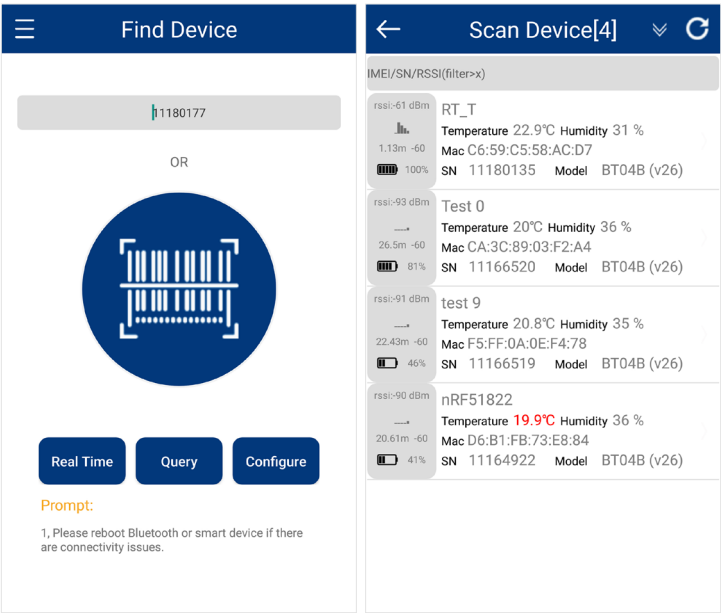 Find Device
11180177
OR
Real Time
Query
Configure
Prompt:
1, Please reboot Bluetooth or smart device if there
are connectivity issues.
Scan Device[4]
IMEI/SN/RSSI(filter>x)
rssi:-61 dBm
RT_T
Temperature 22.9℃ Humidity 31 %
1.13m -60
Mac C6:59:C5:58:AC:D7
100%
SN 11180135 Model BT04B (v26)
rssi:-93 dBm
Test 0
Temperature 20℃ Humidity 36 %
26.5m -60
Mac CA:3C:89:03:F2:A4
81%
SN 11166520 Model BT04B (v26)
rssi:-91 dBm
test 9
Temperature 20.8℃ Humidity 35 %
22.43m -60
Mac F5:FF:0A:0E:F4:78
46%
SN 11166519 Model BT04B (v26)
rssi:-90 dBm
nRF51822
Temperature 19.9℃ Humidity 36 %
20.61m -60
Mac D6:B1:FB:73:E8:84
41%
SN 11164922 Model BT04B (v26)